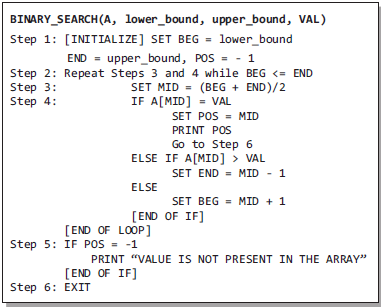 BINARY_SEARCH(A, lower_bound, upper_bound, VAL)
Step 1: [INITIALIZE] SET BEG = lower_bound
END = upper_bound, POS = - 1
Step 2: Repeat Steps 3 and 4 while BEG <= END
Step 3: SET MID = (BEG + END)/2
Step 4: IF A[MID] = VAL
SET POS = MID
PRINT POS
Go to Step 6
ELSE IF A[MID] > VAL
SET END = MID - 1
ELSE
SET BEG = MID + 1
[END OF IF]
[END OF LOOP]
Step 5: IF POS = -1
PRINT “VALUE IS NOT PRESENT IN THE ARRAY”
[END OF IF]
Step 6: EXIT